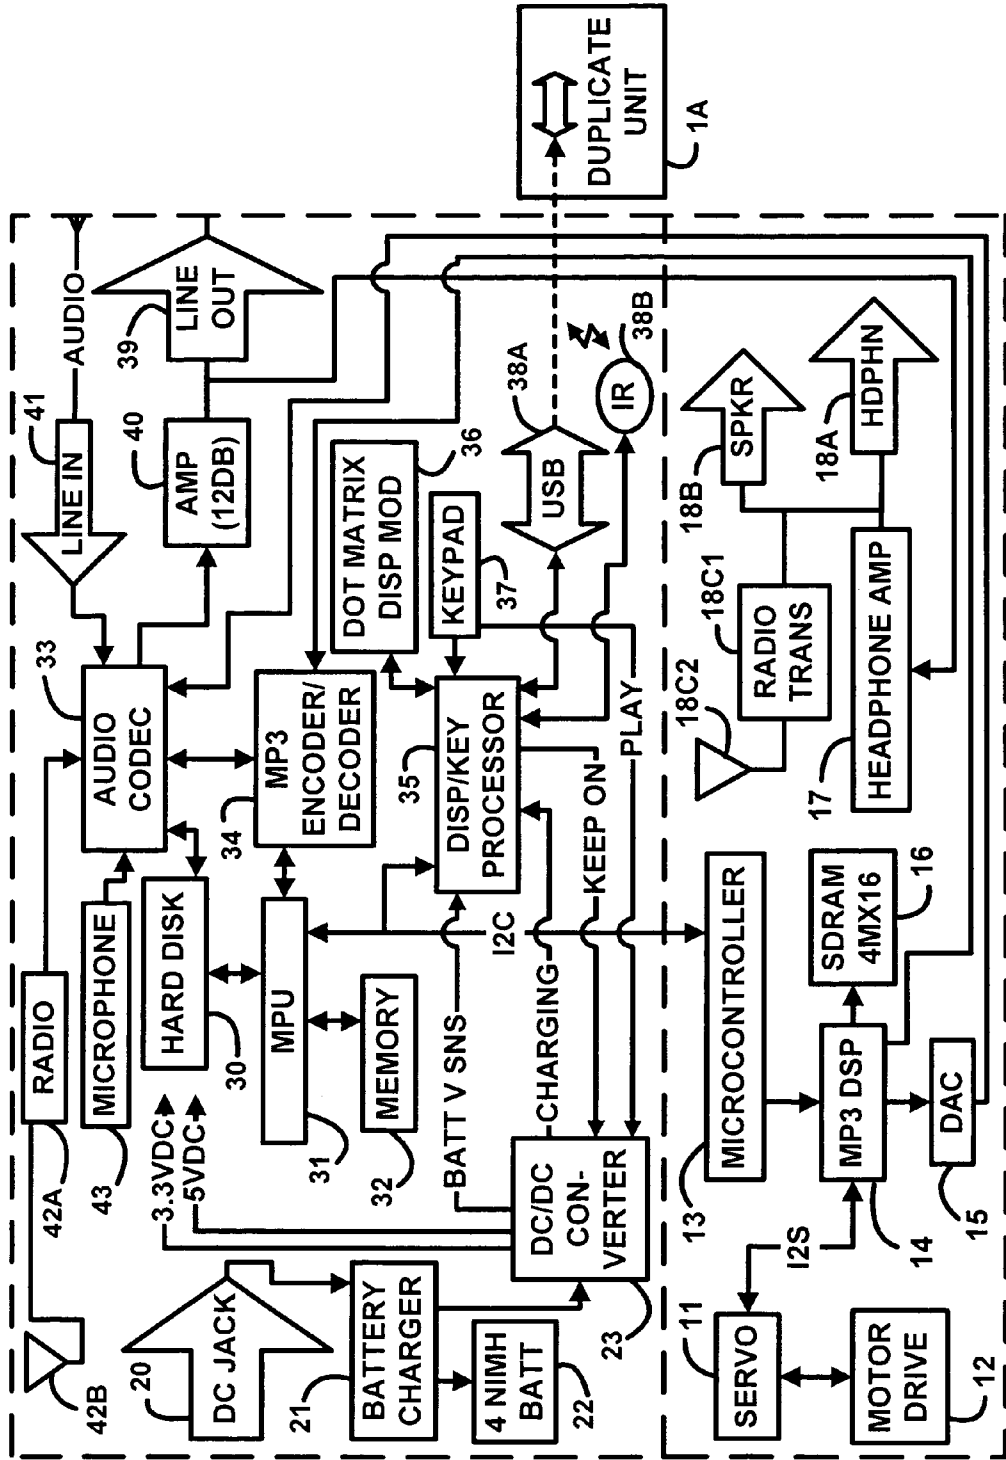 42B
42A
RADIO
43
MICROPHONE
AUDIO
CODEC
33
LINE IN
41
AUDIO
HARD DISK
30
AMP
(12DB)
40
LINE
OUT
39
3.3VDC
5VDC
20
DC JACK
MPU
31
MP3
ENCODER/
DECODER
34
MEMORY
32
DOT MATRIX
DISP MOD
36
21
BATTERY
CHARGER
BATT V SNS
I2C
DISP/KEY
PROCESSOR
35
KEYPAD
37
4 NIMH
BATT
22
DC/DC
CON-
VERTER
23
CHARGING
KEEP ON
PLAY
USB
38A
IR
38B
DUPLICATE
UNIT
1A
11
SERVO
MOTOR
DRIVE
12
I2S
13
MICROCONTROLLER
MP3 DSP
14
SDRAM
4MX16
16
DAC
15
18C2
RADIO
TRANS
18C1
18B
SPKR
18A
HDPHN
17
HEADPHONE AMP